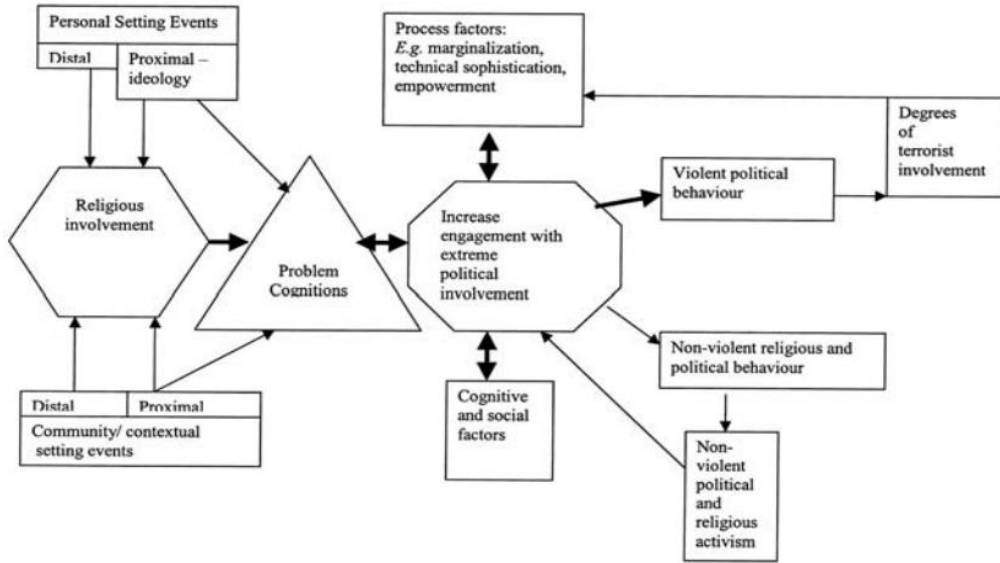 Personal Setting Events
Distal
Proximal –
ideology
Process factors:
E.g. marginalization,
technical sophistication,
empowerment
Degrees
of
terrorist
involvement
Violent political
behaviour
Religious
involvement
Increase
engagement with
extreme
political
involvement
Problem
Cognitions
Non-violent religious and
political behaviour
Distal
Proximal
Community/ contextual
setting events
Cognitive
and social
factors
Non-
violent
political
and
religious
activism